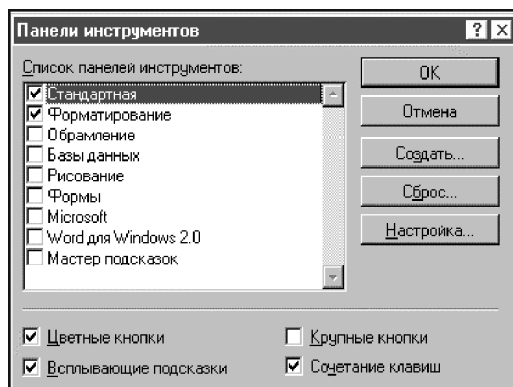 Панели инструментов
Список панелей инструментов:
Стандартная
Форматирование
Обрамление
Базы данных
Рисование
Формы
Microsoft
Word для Windows 2.0
Мастер подсказок
OK
Отмена
Создать...
Сброс...
Настройка...
Цветные кнопки
Крупные кнопки
Всплывающие подсказки
Сочетание клавиш